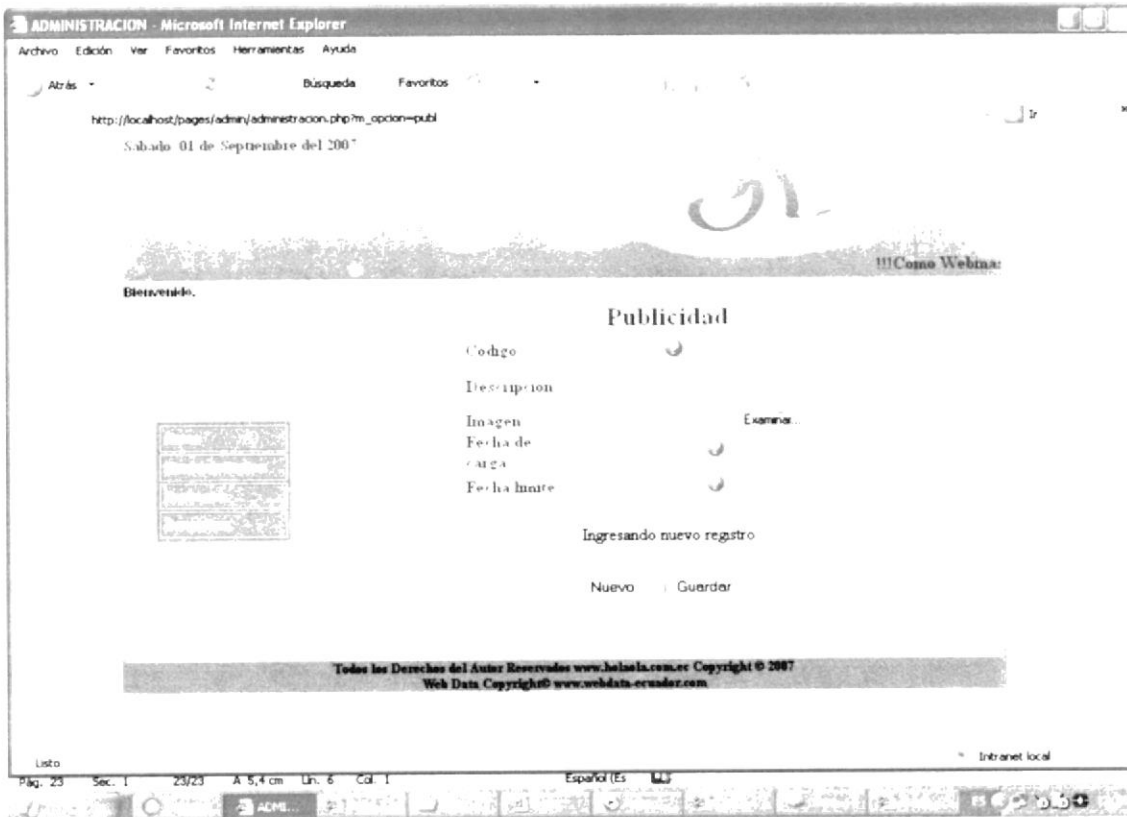 ADMINISTRACION - Microsoft Internet Explorer
Archivo Edición Ver Favoritos Herramientas Ayuda
Atrás Búsqueda Favoritos
http://localhost/pages/admin/administracion.php?m_opcion=publ Ir
Sabado 01 de Septiembre del 2007
!!!Como Webmas
Bienvenido.
Publicidad
Codigo
Descripcion
Imagen Examinar...
Fecha de
carga
Fecha limite
Ingresando nuevo registro
Nuevo Guardar
Todos los Derechos del Autor Reservados www.holaola.com.ec Copyright © 2007
Web Data Copyright© www.webdata-ecuador.com
Listo Intranet local
Pág. 23 Sec. 1 23/23 A 5,4 cm Lín. 6 Col. 1 Español (Es
ADMI... ES